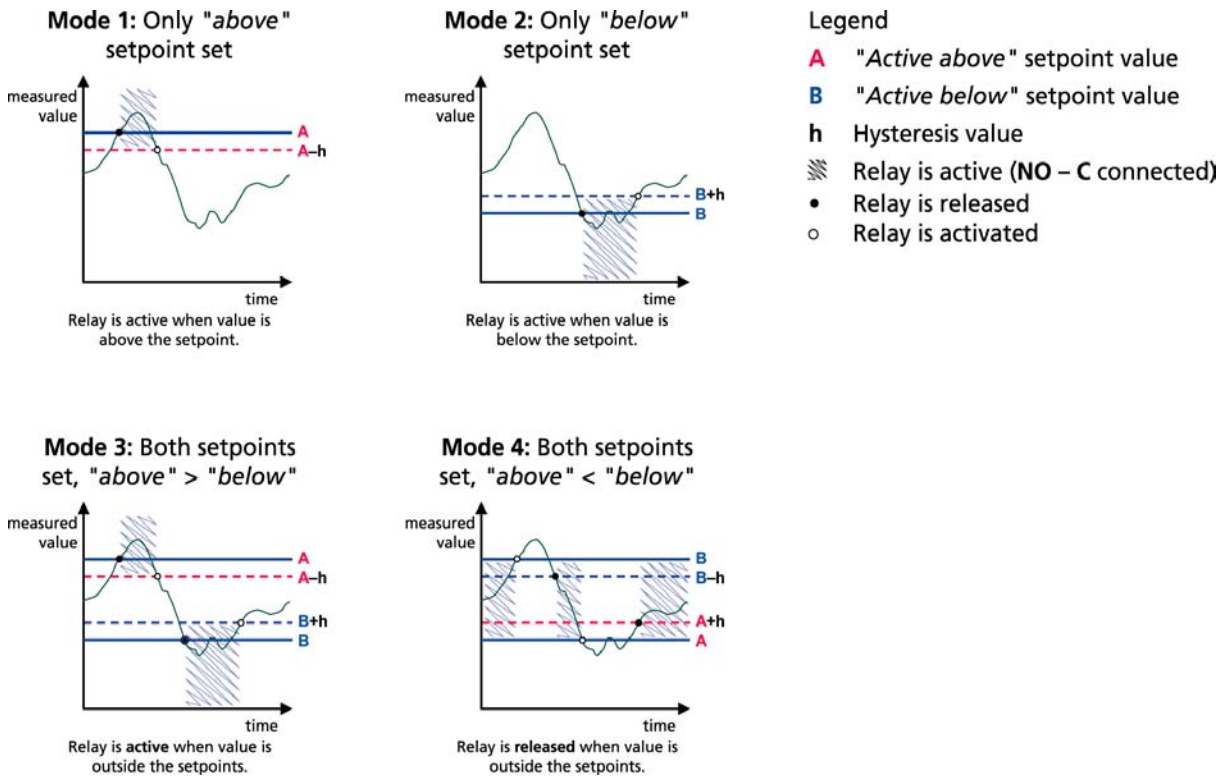 Mode 1: Only "above"
setpoint set
measured
value
A
A–h
time
Relay is active when value is
above the setpoint.
Mode 2: Only "below"
setpoint set
measured
value
B+h
B
time
Relay is active when value is
below the setpoint.
Legend
A "Active above" setpoint value
B "Active below" setpoint value
h Hysteresis value
Relay is active (NO – C connected)
Relay is released
Relay is activated
Mode 3: Both setpoints
set, "above" > "below"
measured
value
A
A–h
B+h
B
time
Relay is active when value is
outside the setpoints.
Mode 4: Both setpoints
set, "above" < "below"
measured
value
B
B–h
A+h
A
time
Relay is released when value is
outside the setpoints.